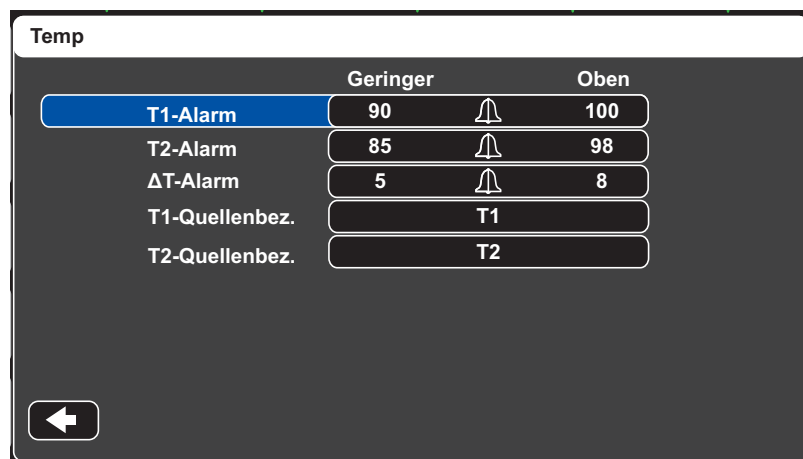 Temp
Geringer Oben
T1-Alarm 90 100
T2-Alarm 85 98
ΔT-Alarm 5 8
T1-Quellenbez. T1
T2-Quellenbez. T2